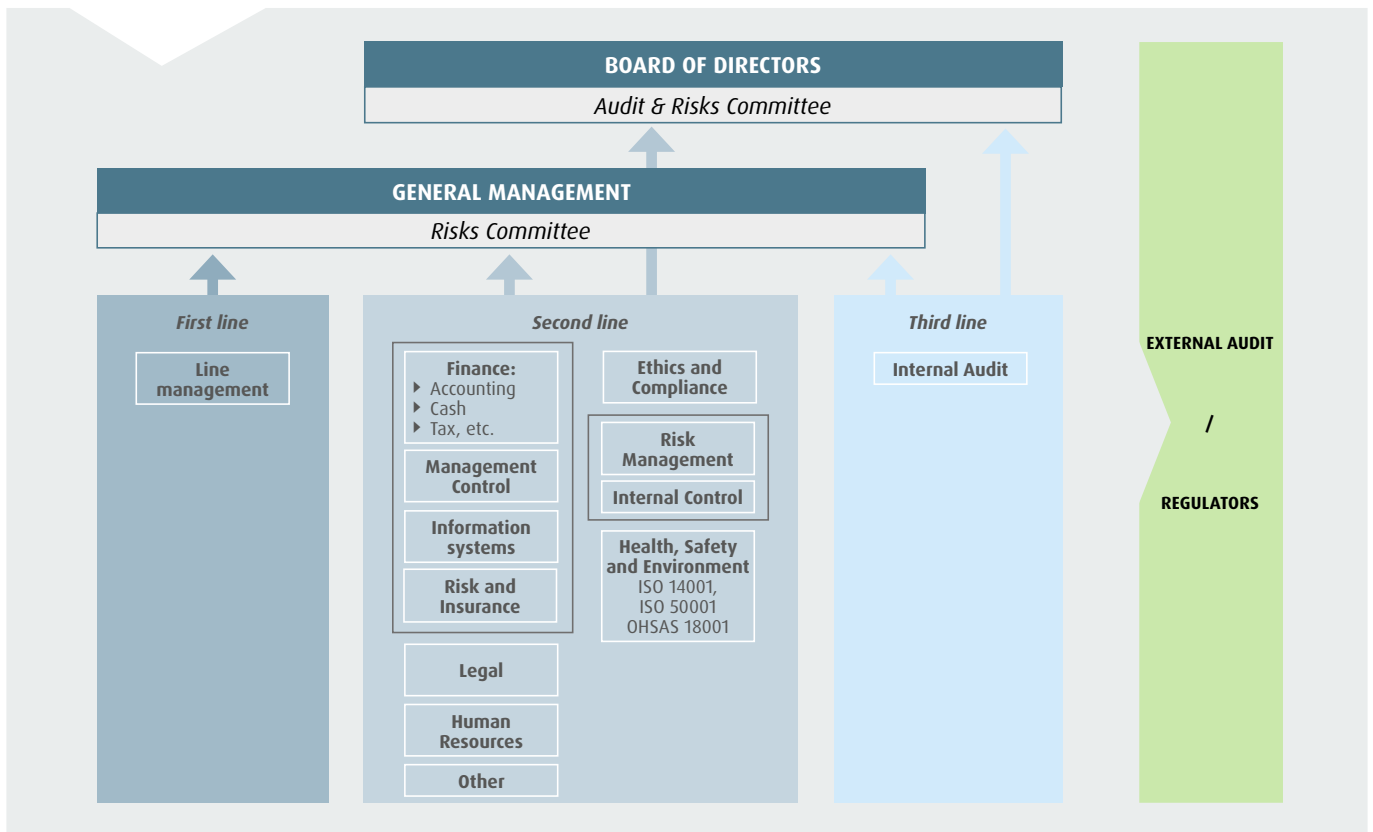 BOARD OF DIRECTORS
Audit & Risks Committee
GENERAL MANAGEMENT
Risks Committee
First line
Line
management
Second line
Finance:
Accounting
Cash
Tax, etc.
Management
Control
Information
systems
Risk and
Insurance
Legal
Human
Resources
Other
Ethics and
Compliance
Risk
Management
Internal Control
Health, Safety
and Environment
ISO 14001,
ISO 50001
OHSAS 18001
Third line
Internal Audit
EXTERNAL AUDIT
/
REGULATORS